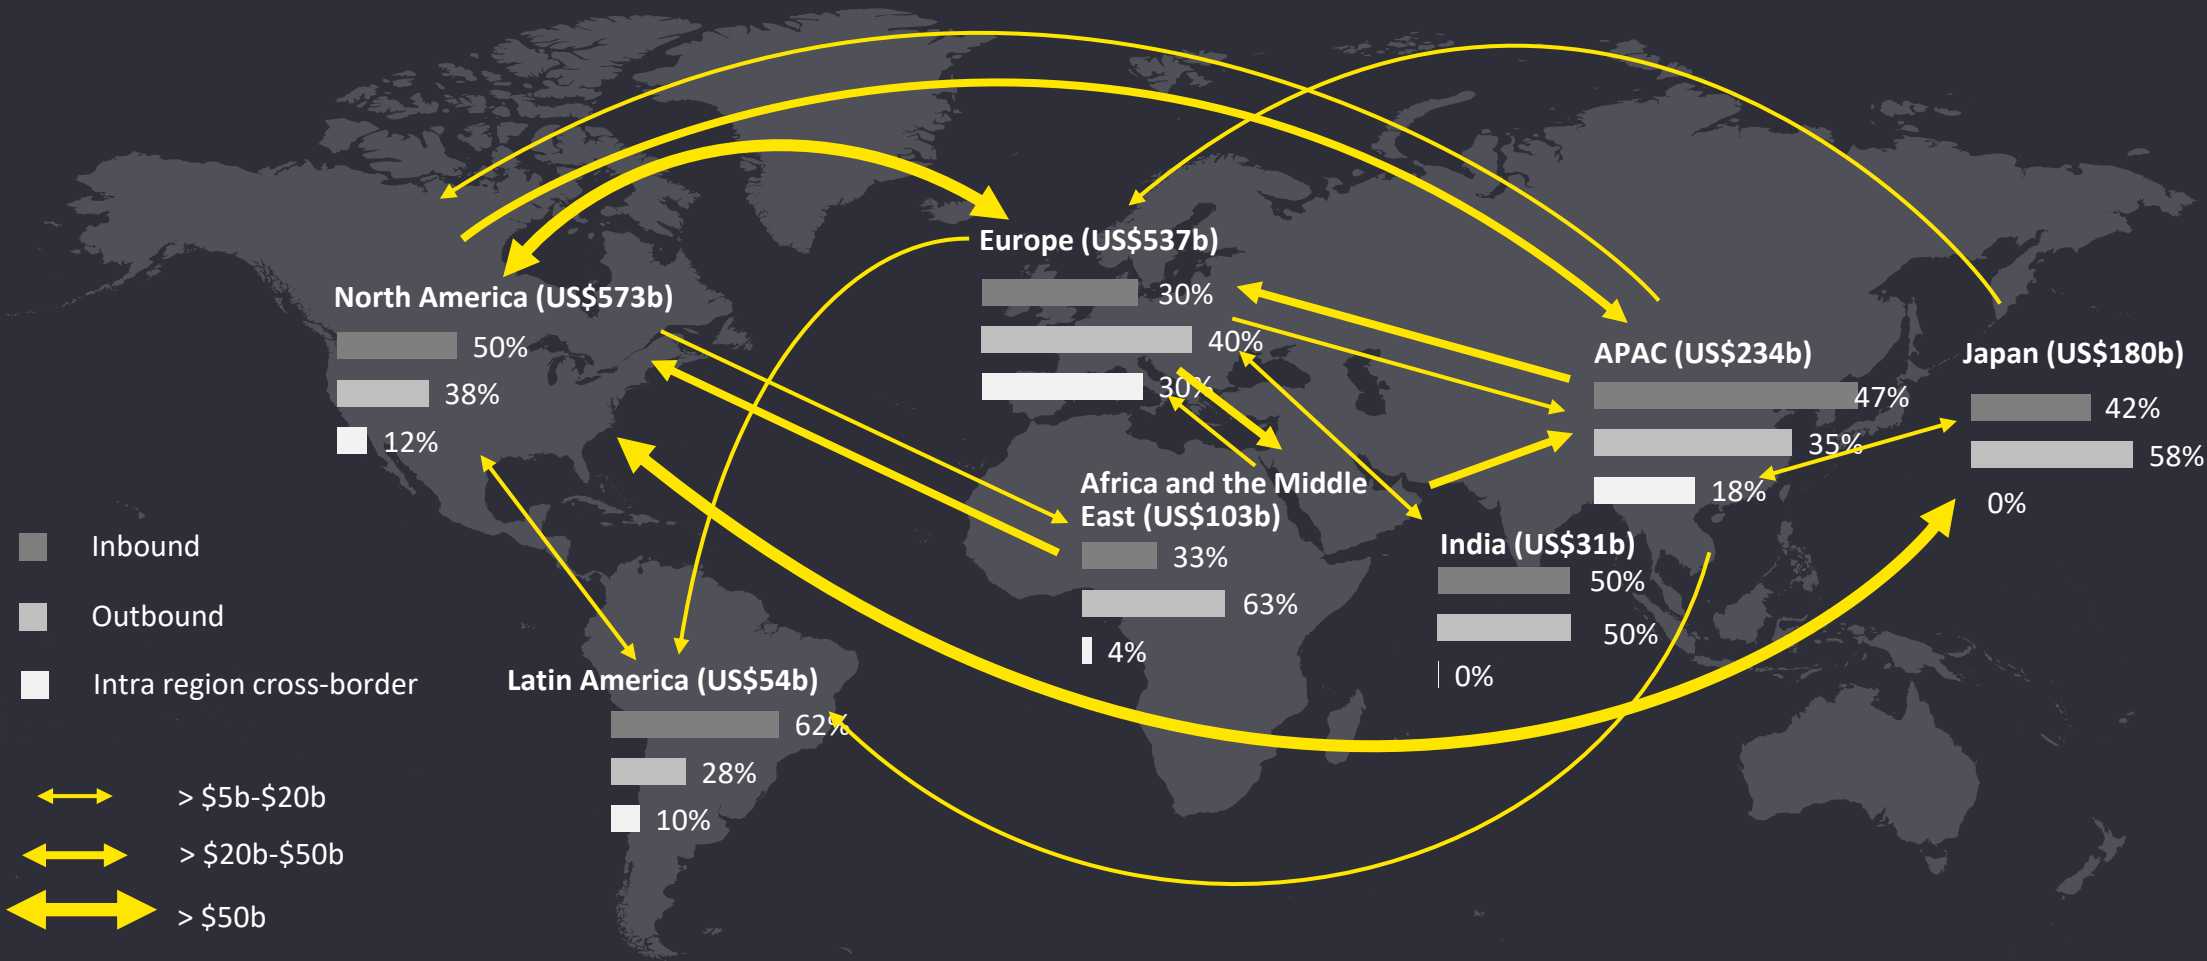 Europe (US$537b)
30%
40%
30%
North America (US$573b)
50%
38%
12%
APAC (US$234b)
47%
35%
18%
Japan (US$180b)
42%
58%
0%
Africa and the Middle
East (US$103b)
33%
63%
4%
India (US$31b)
50%
50%
0%
Latin America (US$54b)
62%
28%
10%
Inbound
Outbound
Intra region cross-border
> $5b-$20b
> $20b-$50b
> $50b